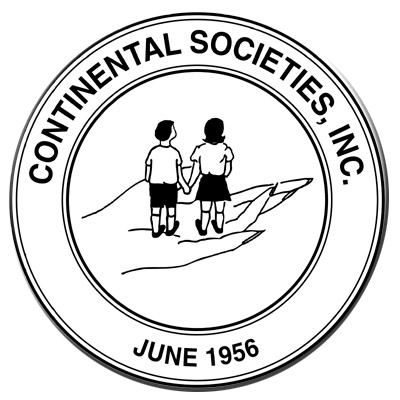 CONTINENTAL SOCIETIES, INC.
JUNE 1956